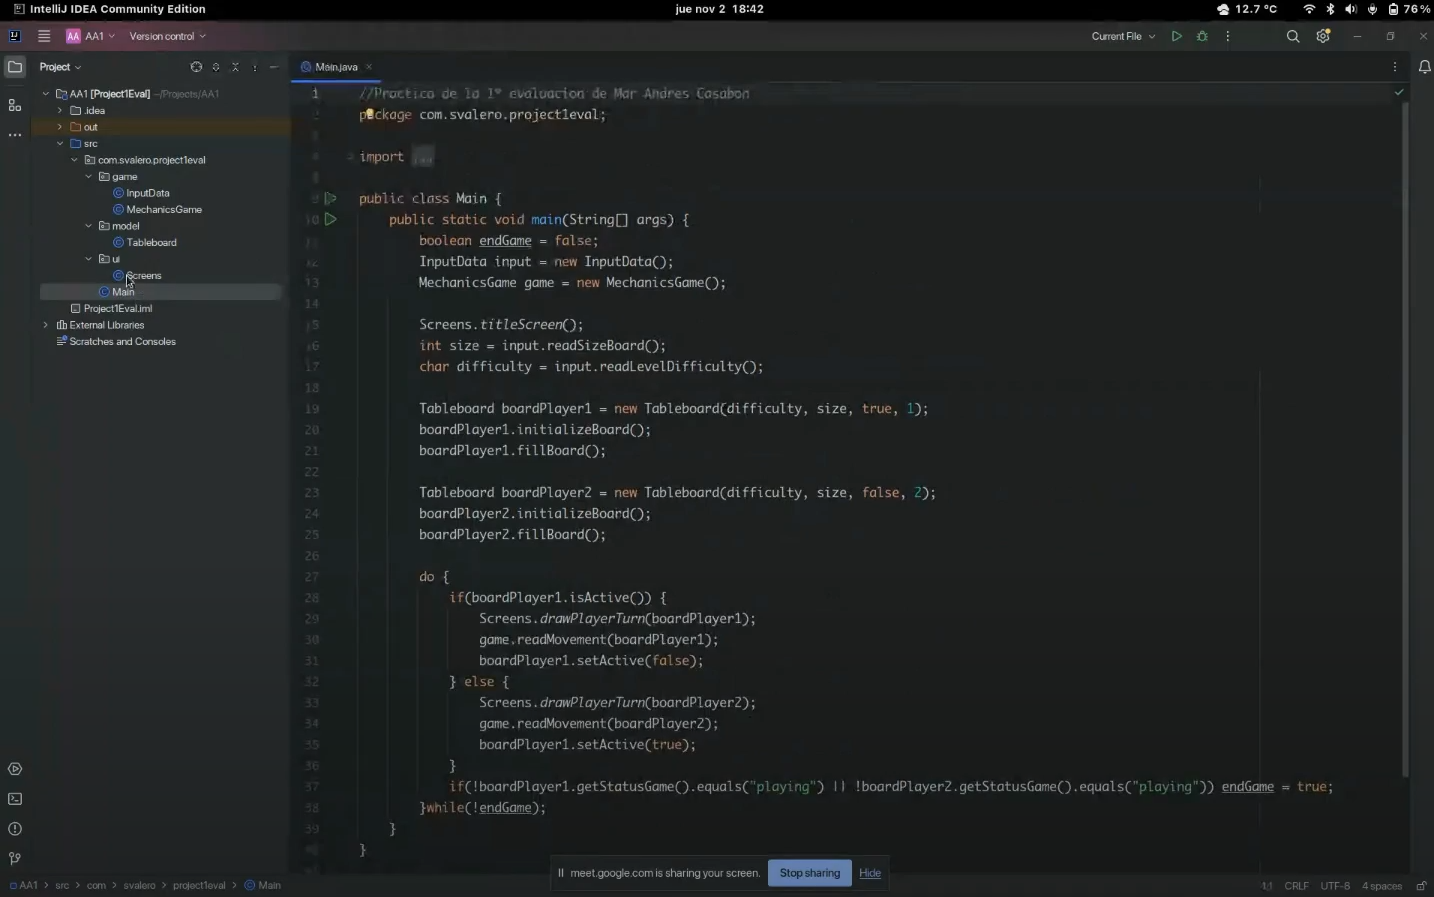 IntelliJ IDEA Community Edition
jue nov 2 18:42
12.7 °C
76 %
AA1
Version control
Current File
Project
Main.java
AA1 [Project1Eval] ~/Projects/AA1
.idea
out
src
com.svalero.project1eval
game
InputData
MechanicsGame
model
Tableboard
ui
Screens
Main
Project1Eval.iml
External Libraries
Scratches and Consoles
1 //Practica de la 1ª evaluacion de Mar Andres Casabon
package com.svalero.project1eval;
import ...
9 public class Main {
10 public static void main(String[] args) {
11 boolean endGame = false;
12 InputData input = new InputData();
13 MechanicsGame game = new MechanicsGame();
14
15 Screens.titleScreen();
16 int size = input.readSizeBoard();
17 char difficulty = input.readLevelDifficulty();
18
19 Tableboard boardPlayer1 = new Tableboard(difficulty, size, true, 1);
20 boardPlayer1.initializeBoard();
21 boardPlayer1.fillBoard();
22
23 Tableboard boardPlayer2 = new Tableboard(difficulty, size, false, 2);
24 boardPlayer2.initializeBoard();
25 boardPlayer2.fillBoard();
26
27 do {
28 if(boardPlayer1.isActive()) {
29 Screens.drawPlayerTurn(boardPlayer1);
30 game.readMovement(boardPlayer1);
31 boardPlayer1.setActive(false);
32 } else {
33 Screens.drawPlayerTurn(boardPlayer2);
34 game.readMovement(boardPlayer2);
35 boardPlayer1.setActive(true);
36 }
37 if(!boardPlayer1.getStatusGame().equals("playing") || !boardPlayer2.getStatusGame().equals("playing")) endGame = true;
38 }while(!endGame);
39 }
}
meet.google.com is sharing your screen.
Stop sharing
Hide
AA1 > src > com > svalero > project1eval > Main
1:1
CRLF
UTF-8
4 spaces